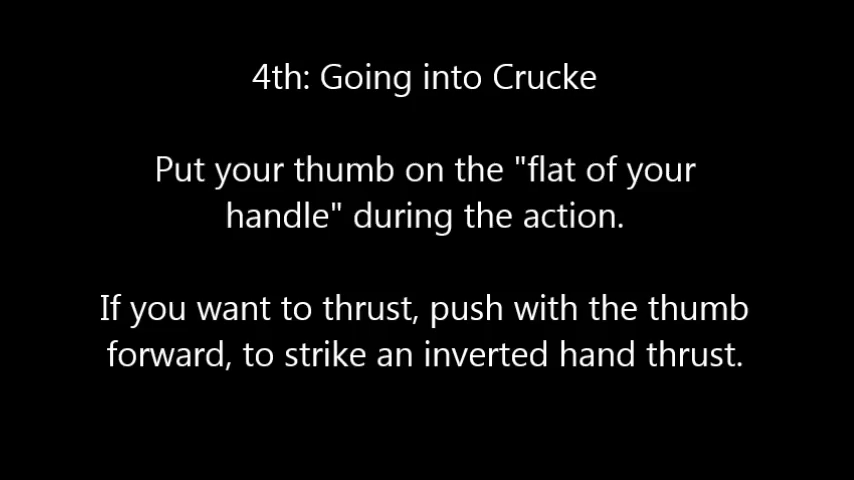 4th: Going into Crucke
Put your thumb on the "flat of your
handle" during the action.
If you want to thrust, push with the thumb
forward, to strike an inverted hand thrust.